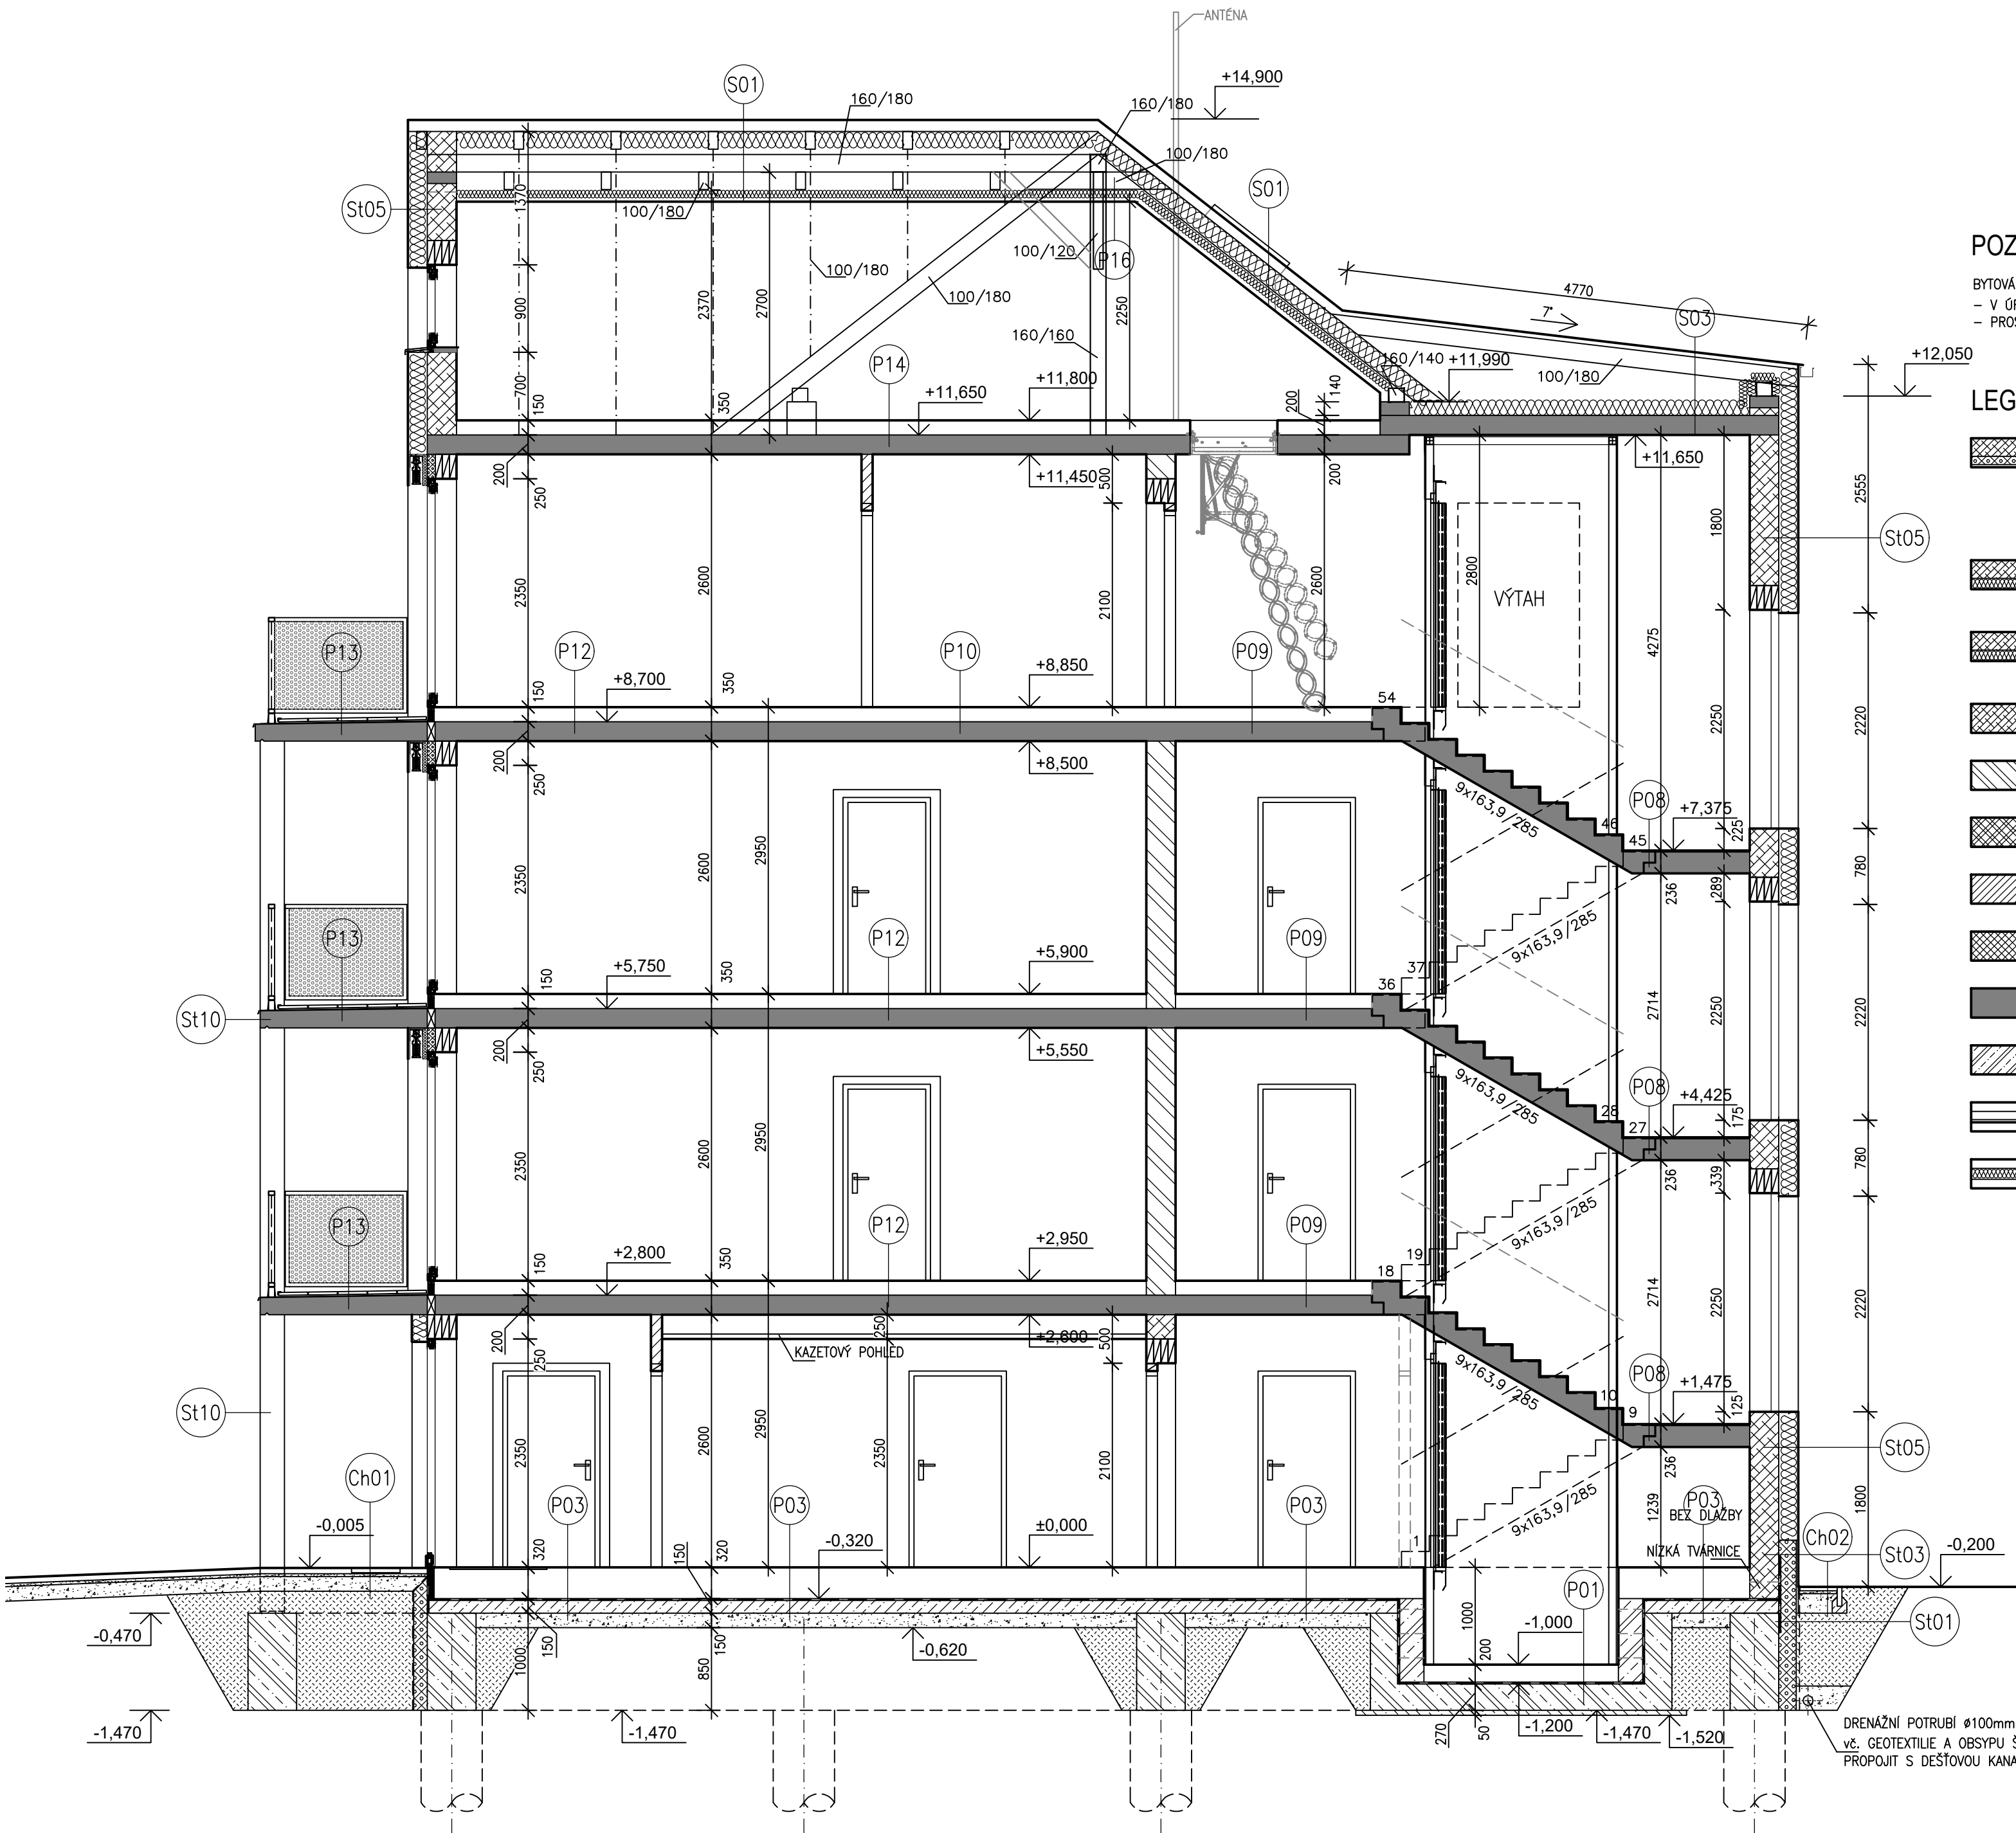 ANTÉNA
+14,900
S01
160/180
160/180
100/180
S01
St05
1370
100/180
2700
100/120
P16
2250
100/180
100/180
2370
900
160/160
4770
7°
S03
POZ
BYTOVÁ
+12,050
P14
160/140
+11,990
100/180
+11,650
+11,800
700
150
350
200
140
LEG
+11,450
500
+11,650
200
250
200
2555
1800
St05
2350
2600
2100
2600
2800
VÝTAH
4275
P13
P12
P10
P09
+8,700
+8,850
150
350
54
2250
2220
200
250
+8,500
9x163,9/285
P08
+7,375
46
45
225
2350
2600
2950
780
236
289
P13
P12
P09
9x163,9/285
+5,750
+5,900
150
350
37
36
St10
2714
2250
2220
200
250
+5,550
9x163,9/285
P08
+4,425
28
27
175
2350
2600
2950
780
236
339
P13
P12
P09
9x163,9/285
+2,800
+2,950
150
350
19
18
2714
2250
2220
200
250
250
+2,600
500
KAZETOVÝ POHLED
9x163,9/285
P08
+1,475
10
9
125
St10
2350
2600
2950
2350
2100
236
St05
Ch01
P03
P03
P03
9x163,9/285
1239
P03
BEZ DLAŽBY
1800
-0,005
320
150
320
-0,320
±0,000
1
NÍZKÁ TVÁRNICE
Ch02
St03
-0,200
P01
St01
-0,470
150
1000
150
850
-0,620
1000
200
-1,000
-1,470
-1,470
270
50
-1,200
-1,470
-1,520
DRENÁŽNÍ POTRUBÍ ø100mm
vč. GEOTEXTILIE A OBSYPU
PROPOJIT S DEŠŤOVOU KANA